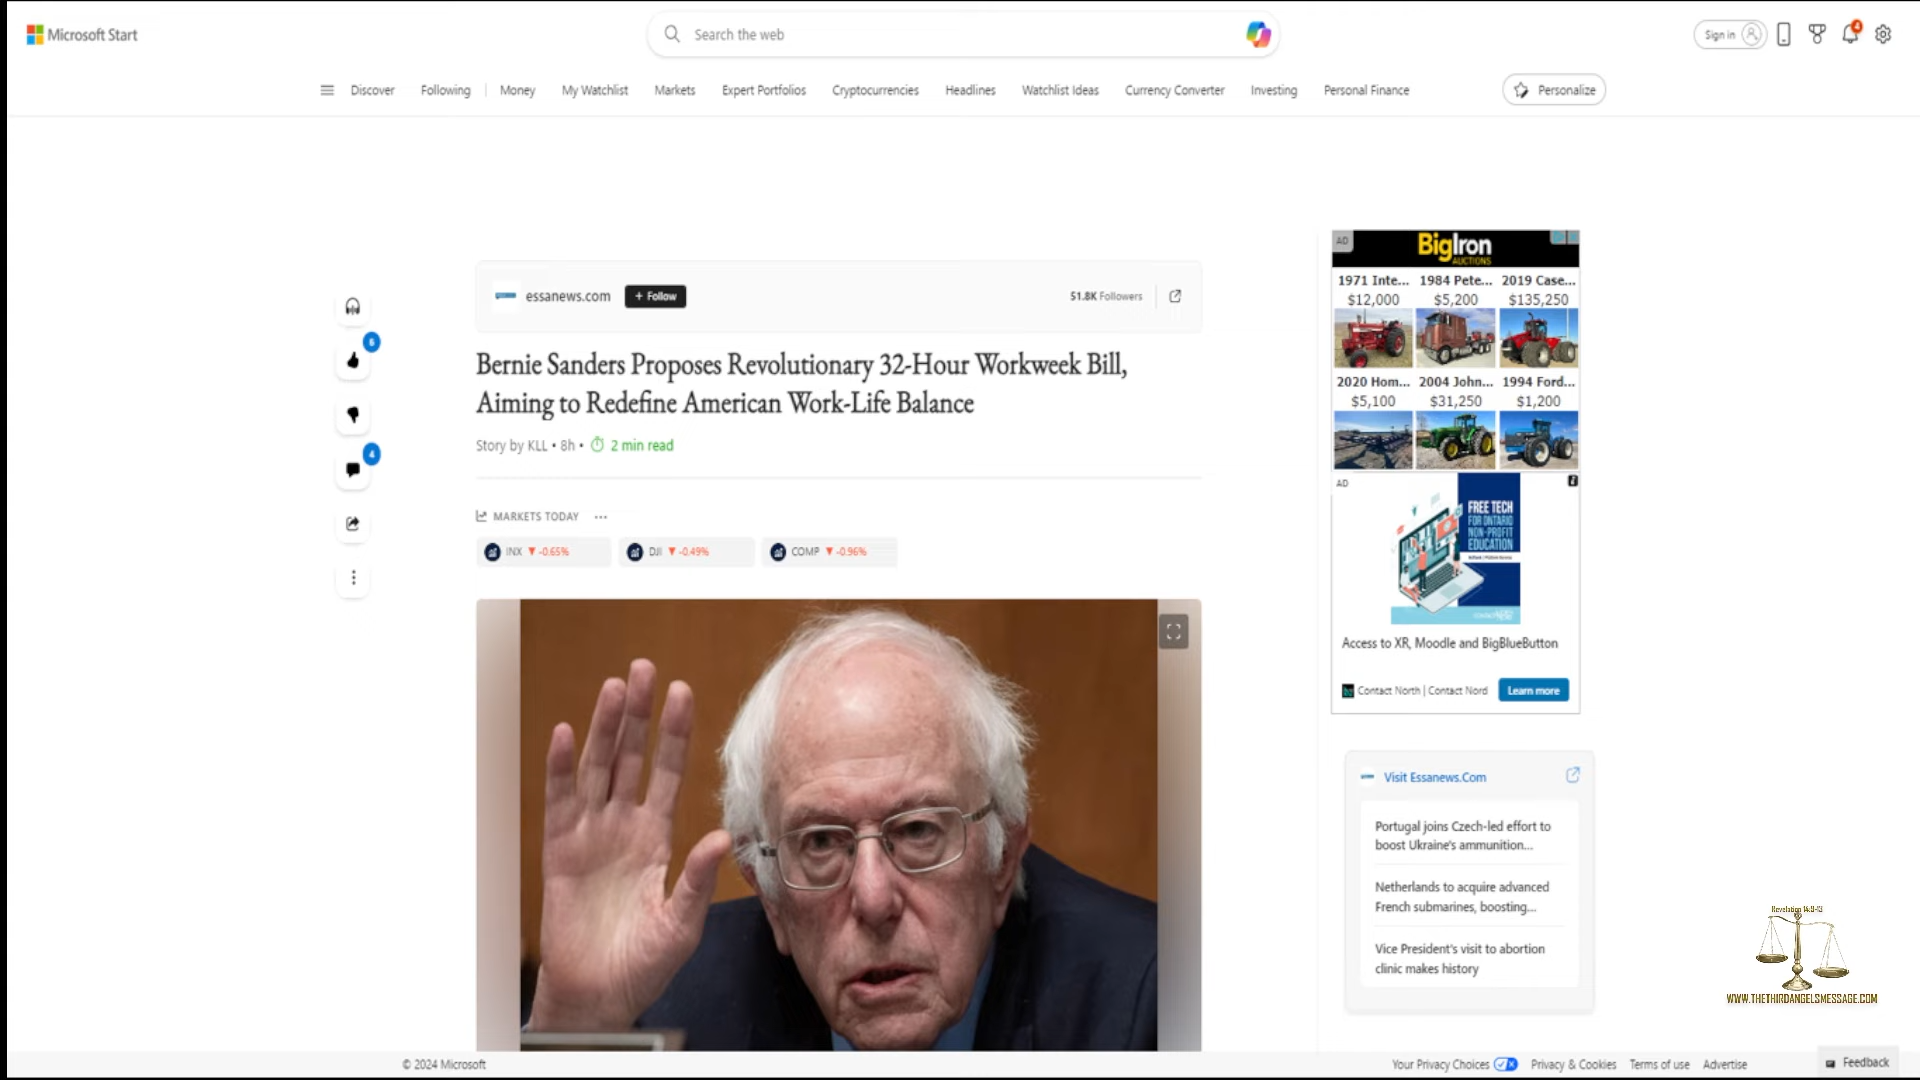 Microsoft Start
Search the web
Sign in
4
Discover
Following
Money
My Watchlist
Markets
Expert Portfolios
Cryptocurrencies
Headlines
Watchlist Ideas
Currency Converter
Investing
Personal Finance
Personalize
essanews.com
+ Follow
51.8K Followers
6
4
Bernie Sanders Proposes Revolutionary 32-Hour Workweek Bill,
Aiming to Redefine American Work-Life Balance
Story by KLL • 8h • 2 min read
MARKETS TODAY ...
INX ▼ -0.65%
DJI ▼ -0.49%
COMP ▼ -0.96%
AD
BigIron
AUCTIONS
1971 Inte... 1984 Pete... 2019 Case...
$12,000 $5,200 $135,250
2020 Hom... 2004 John... 1994 Ford...
$5,100 $31,250 $1,200
AD
FREE TECH
FOR ONTARIO
NON-PROFIT
EDUCATION
Access to XR, Moodle and BigBlueButton
Contact North | Contact Nord
Learn more
Visit Essanews.Com
Portugal joins Czech-led effort to
boost Ukraine's ammunition...
Netherlands to acquire advanced
French submarines, boosting...
Vice President's visit to abortion
clinic makes history
WWW.THETHIRDANGELSMESSAGE.COM
© 2024 Microsoft
Your Privacy Choices
Privacy & Cookies
Terms of use
Advertise
Feedback